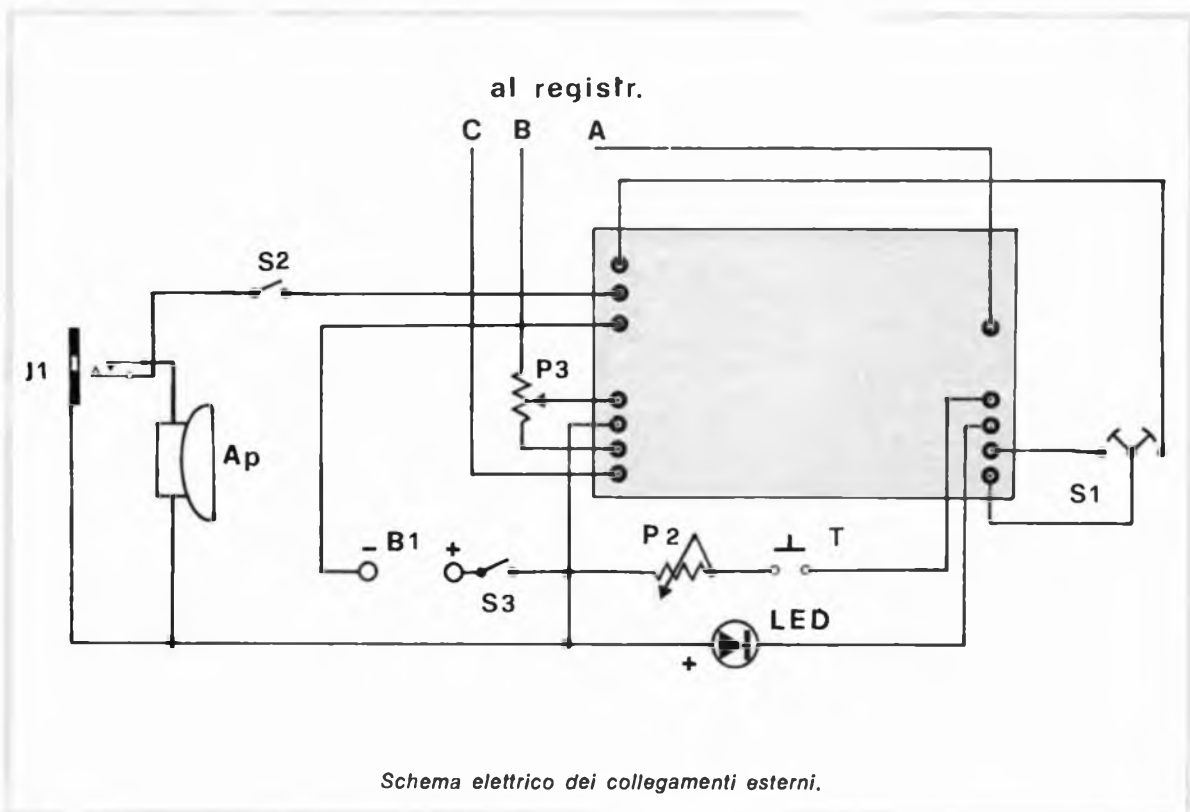 al registr.
C B A
S2
J1
P3
Ap
S1
- B1 +
S3
P2
T
LED
+
Schema elettrico dei collegamenti esterni.